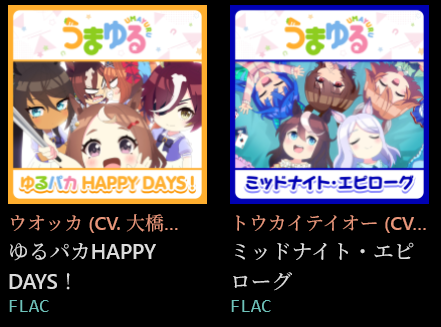 うまゆる
UMAYURU
ゆるパカ HAPPY DAYS！
ウオッカ (CV. 大橋...
ゆるパカHAPPY
DAYS！
FLAC
うまゆる
UMAYURU
ミッドナイト・エピローグ
トウカイテイオー (CV...
ミッドナイト・エピ
ローグ
FLAC